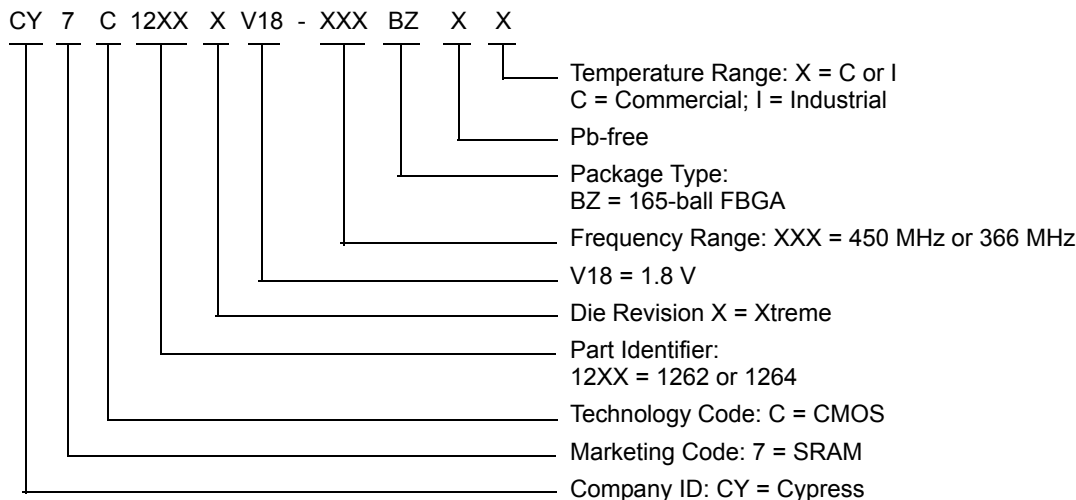 CY 7 C 12XX X V18 - XXX BZ X X
Temperature Range: X = C or I
C = Commercial; I = Industrial
Pb-free
Package Type:
BZ = 165-ball FBGA
Frequency Range: XXX = 450 MHz or 366 MHz
V18 = 1.8 V
Die Revision X = Xtreme
Part Identifier:
12XX = 1262 or 1264
Technology Code: C = CMOS
Marketing Code: 7 = SRAM
Company ID: CY = Cypress